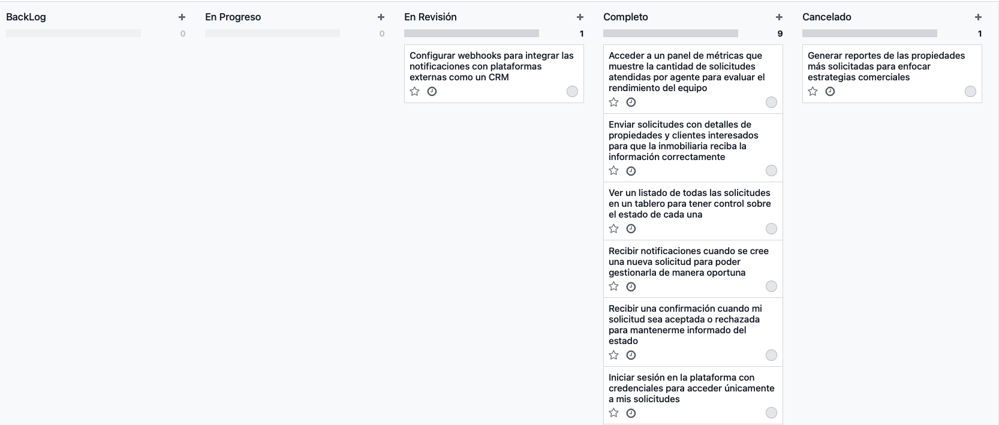 BackLog
0
En Progreso
0
En Revisión
1
Configurar webhooks para integrar las
notificaciones con plataformas
externas como un CRM
Completo
9
Acceder a un panel de métricas que
muestre la cantidad de solicitudes
atendidas por agente para evaluar el
rendimiento del equipo
Enviar solicitudes con detalles de
propiedades y clientes interesados
para que la inmobiliaria reciba la
información correctamente
Ver un listado de todas las solicitudes
en un tablero para tener control sobre
el estado de cada una
Recibir notificaciones cuando se cree
una nueva solicitud para poder
gestionarla de manera oportuna
Recibir una confirmación cuando mi
solicitud sea aceptada o rechazada
para mantenerme informado del
estado
Iniciar sesión en la plataforma con
credenciales para acceder únicamente
a mis solicitudes
Cancelado
1
Generar reportes de las propiedades
más solicitadas para enfocar
estrategias comerciales